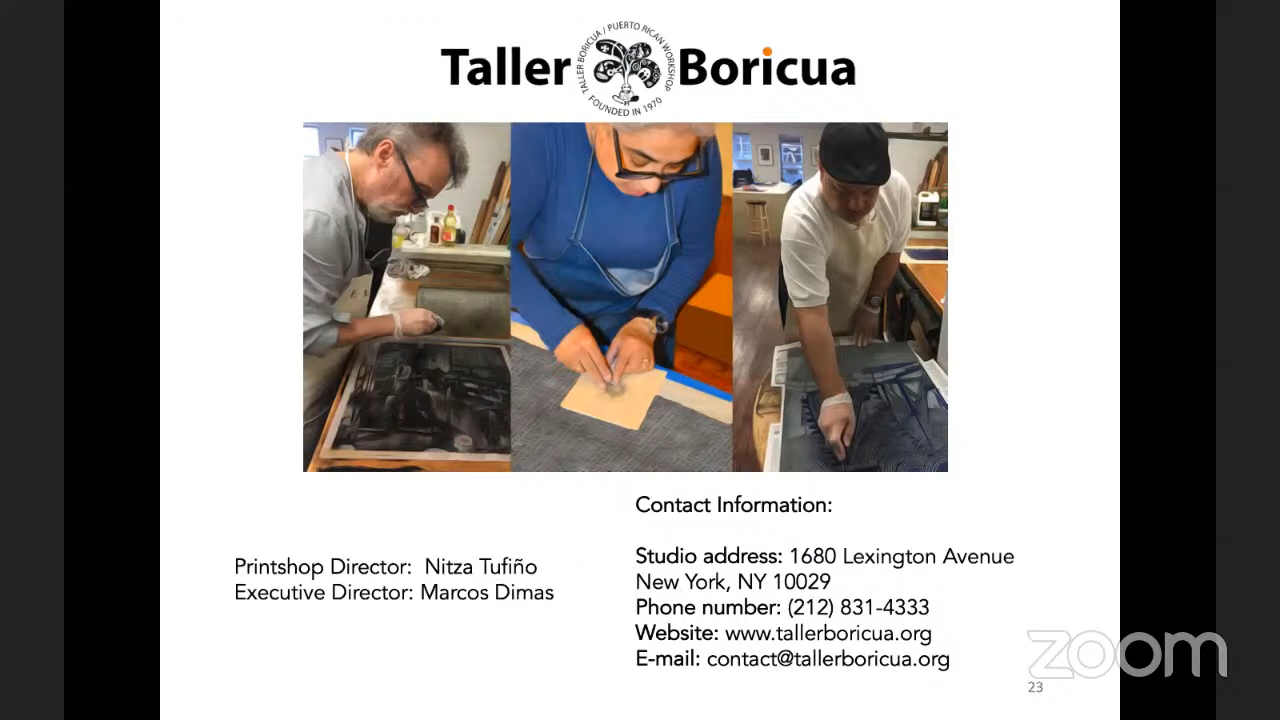 Taller Boricua
TALLER BORICUA / PUERTO RICAN WORKSHOP
FOUNDED IN 1970
Contact Information:
Printshop Director: Nitza Tufiño
Executive Director: Marcos Dimas
Studio address: 1680 Lexington Avenue
New York, NY 10029
Phone number: (212) 831-4333
Website: www.tallerboricua.org
E-mail: contact@tallerboricua.org
zoom
23